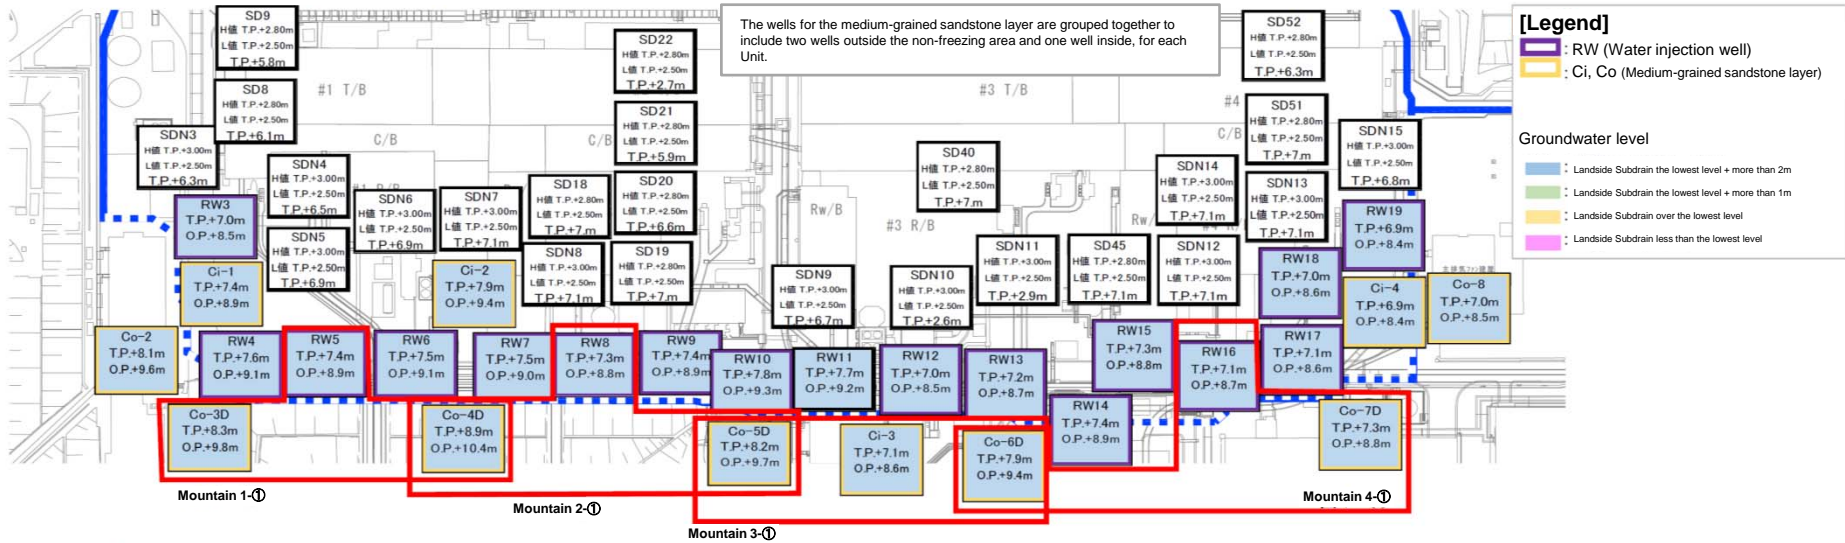 The wells for the medium-grained sandstone layer are grouped together to
include two wells outside the non-freezing area and one well inside, for each
Unit.
[Legend]
: RW (Water injection well)
: Ci, Co (Medium-grained sandstone layer)
Groundwater level
: Landside Subdrain the lowest level + more than 2m
: Landside Subdrain the lowest level + more than 1m
: Landside Subdrain over the lowest level
: Landside Subdrain less than the lowest level
SD9
H値 T.P.+2.80m
L値 T.P.+2.50m
T.P.+5.8m
SD8
H値 T.P.+2.80m
L値 T.P.+2.50m
T.P.+6.1m
SDN3
H値 T.P.+3.00m
L値 T.P.+2.50m
T.P.+6.3m
SDN4
H値 T.P.+3.00m
L値 T.P.+2.50m
T.P.+6.5m
SDN5
H値 T.P.+3.00m
L値 T.P.+2.50m
T.P.+6.9m
SDN6
H値 T.P.+3.00m
L値 T.P.+2.50m
T.P.+6.9m
SDN7
H値 T.P.+3.00m
L値 T.P.+2.50m
T.P.+7.1m
SD18
H値 T.P.+2.80m
L値 T.P.+2.50m
T.P.+7.m
SDN8
H値 T.P.+3.00m
L値 T.P.+2.50m
T.P.+7.1m
SD22
H値 T.P.+2.80m
L値 T.P.+2.50m
T.P.+2.7m
SD21
H値 T.P.+2.80m
L値 T.P.+2.50m
T.P.+5.9m
SD20
H値 T.P.+2.80m
L値 T.P.+2.50m
T.P.+6.6m
SD19
H値 T.P.+2.80m
L値 T.P.+2.50m
T.P.+7.m
SDN9
H値 T.P.+3.00m
L値 T.P.+2.50m
T.P.+6.7m
SD40
H値 T.P.+2.80m
L値 T.P.+2.50m
T.P.+7.m
SDN10
H値 T.P.+3.00m
L値 T.P.+2.50m
T.P.+2.6m
SDN11
H値 T.P.+3.00m
L値 T.P.+2.50m
T.P.+2.9m
SD45
H値 T.P.+2.80m
L値 T.P.+2.50m
T.P.+7.1m
SDN14
H値 T.P.+3.00m
L値 T.P.+2.50m
T.P.+7.1m
SDN12
H値 T.P.+3.00m
L値 T.P.+2.50m
T.P.+7.1m
SD52
H値 T.P.+2.80m
L値 T.P.+2.50m
T.P.+6.3m
SD51
H値 T.P.+2.80m
L値 T.P.+2.50m
T.P.+7.m
SDN13
H値 T.P.+3.00m
L値 T.P.+2.50m
T.P.+7.1m
SDN15
H値 T.P.+3.00m
L値 T.P.+2.50m
T.P.+6.8m
#1 T/B
C/B
C/B
Rw/B
#3 T/B
#3 R/B
#4
C/B
RW3
T.P.+7.0m
O.P.+8.5m
Ci-1
T.P.+7.4m
O.P.+8.9m
Ci-2
T.P.+7.9m
O.P.+9.4m
Co-2
T.P.+8.1m
O.P.+9.6m
RW4
T.P.+7.6m
O.P.+9.1m
RW5
T.P.+7.4m
O.P.+8.9m
RW6
T.P.+7.5m
O.P.+9.1m
RW7
T.P.+7.5m
O.P.+9.0m
RW8
T.P.+7.3m
O.P.+8.8m
RW9
T.P.+7.4m
O.P.+8.9m
RW10
T.P.+7.8m
O.P.+9.3m
RW11
T.P.+7.7m
O.P.+9.2m
RW12
T.P.+7.0m
O.P.+8.5m
RW13
T.P.+7.2m
O.P.+8.7m
RW14
T.P.+7.4m
O.P.+8.9m
RW15
T.P.+7.3m
O.P.+8.8m
RW16
T.P.+7.1m
O.P.+8.7m
RW17
T.P.+7.1m
O.P.+8.6m
RW18
T.P.+7.0m
O.P.+8.6m
RW19
T.P.+6.9m
O.P.+8.4m
Ci-4
T.P.+6.9m
O.P.+8.4m
Co-8
T.P.+7.0m
O.P.+8.5m
Co-3D
T.P.+8.3m
O.P.+9.8m
Co-4D
T.P.+8.9m
O.P.+10.4m
Co-5D
T.P.+8.2m
O.P.+9.7m
Ci-3
T.P.+7.1m
O.P.+8.6m
Co-6D
T.P.+7.9m
O.P.+9.4m
Co-7D
T.P.+7.3m
O.P.+8.8m
Mountain 1-①
Mountain 2-①
Mountain 3-①
Mountain 4-①